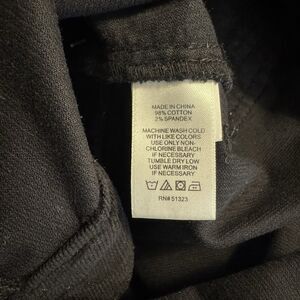 MADE IN CHINA
98% COTTON
2% SPANDEX
MACHINE WASH COLD
WITH LIKE COLORS
USE ONLY NON-
CHLORINE BLEACH
IF NECESSARY
TUMBLE DRY LOW
USE WARM IRON
IF NECESSARY
RN# 51323